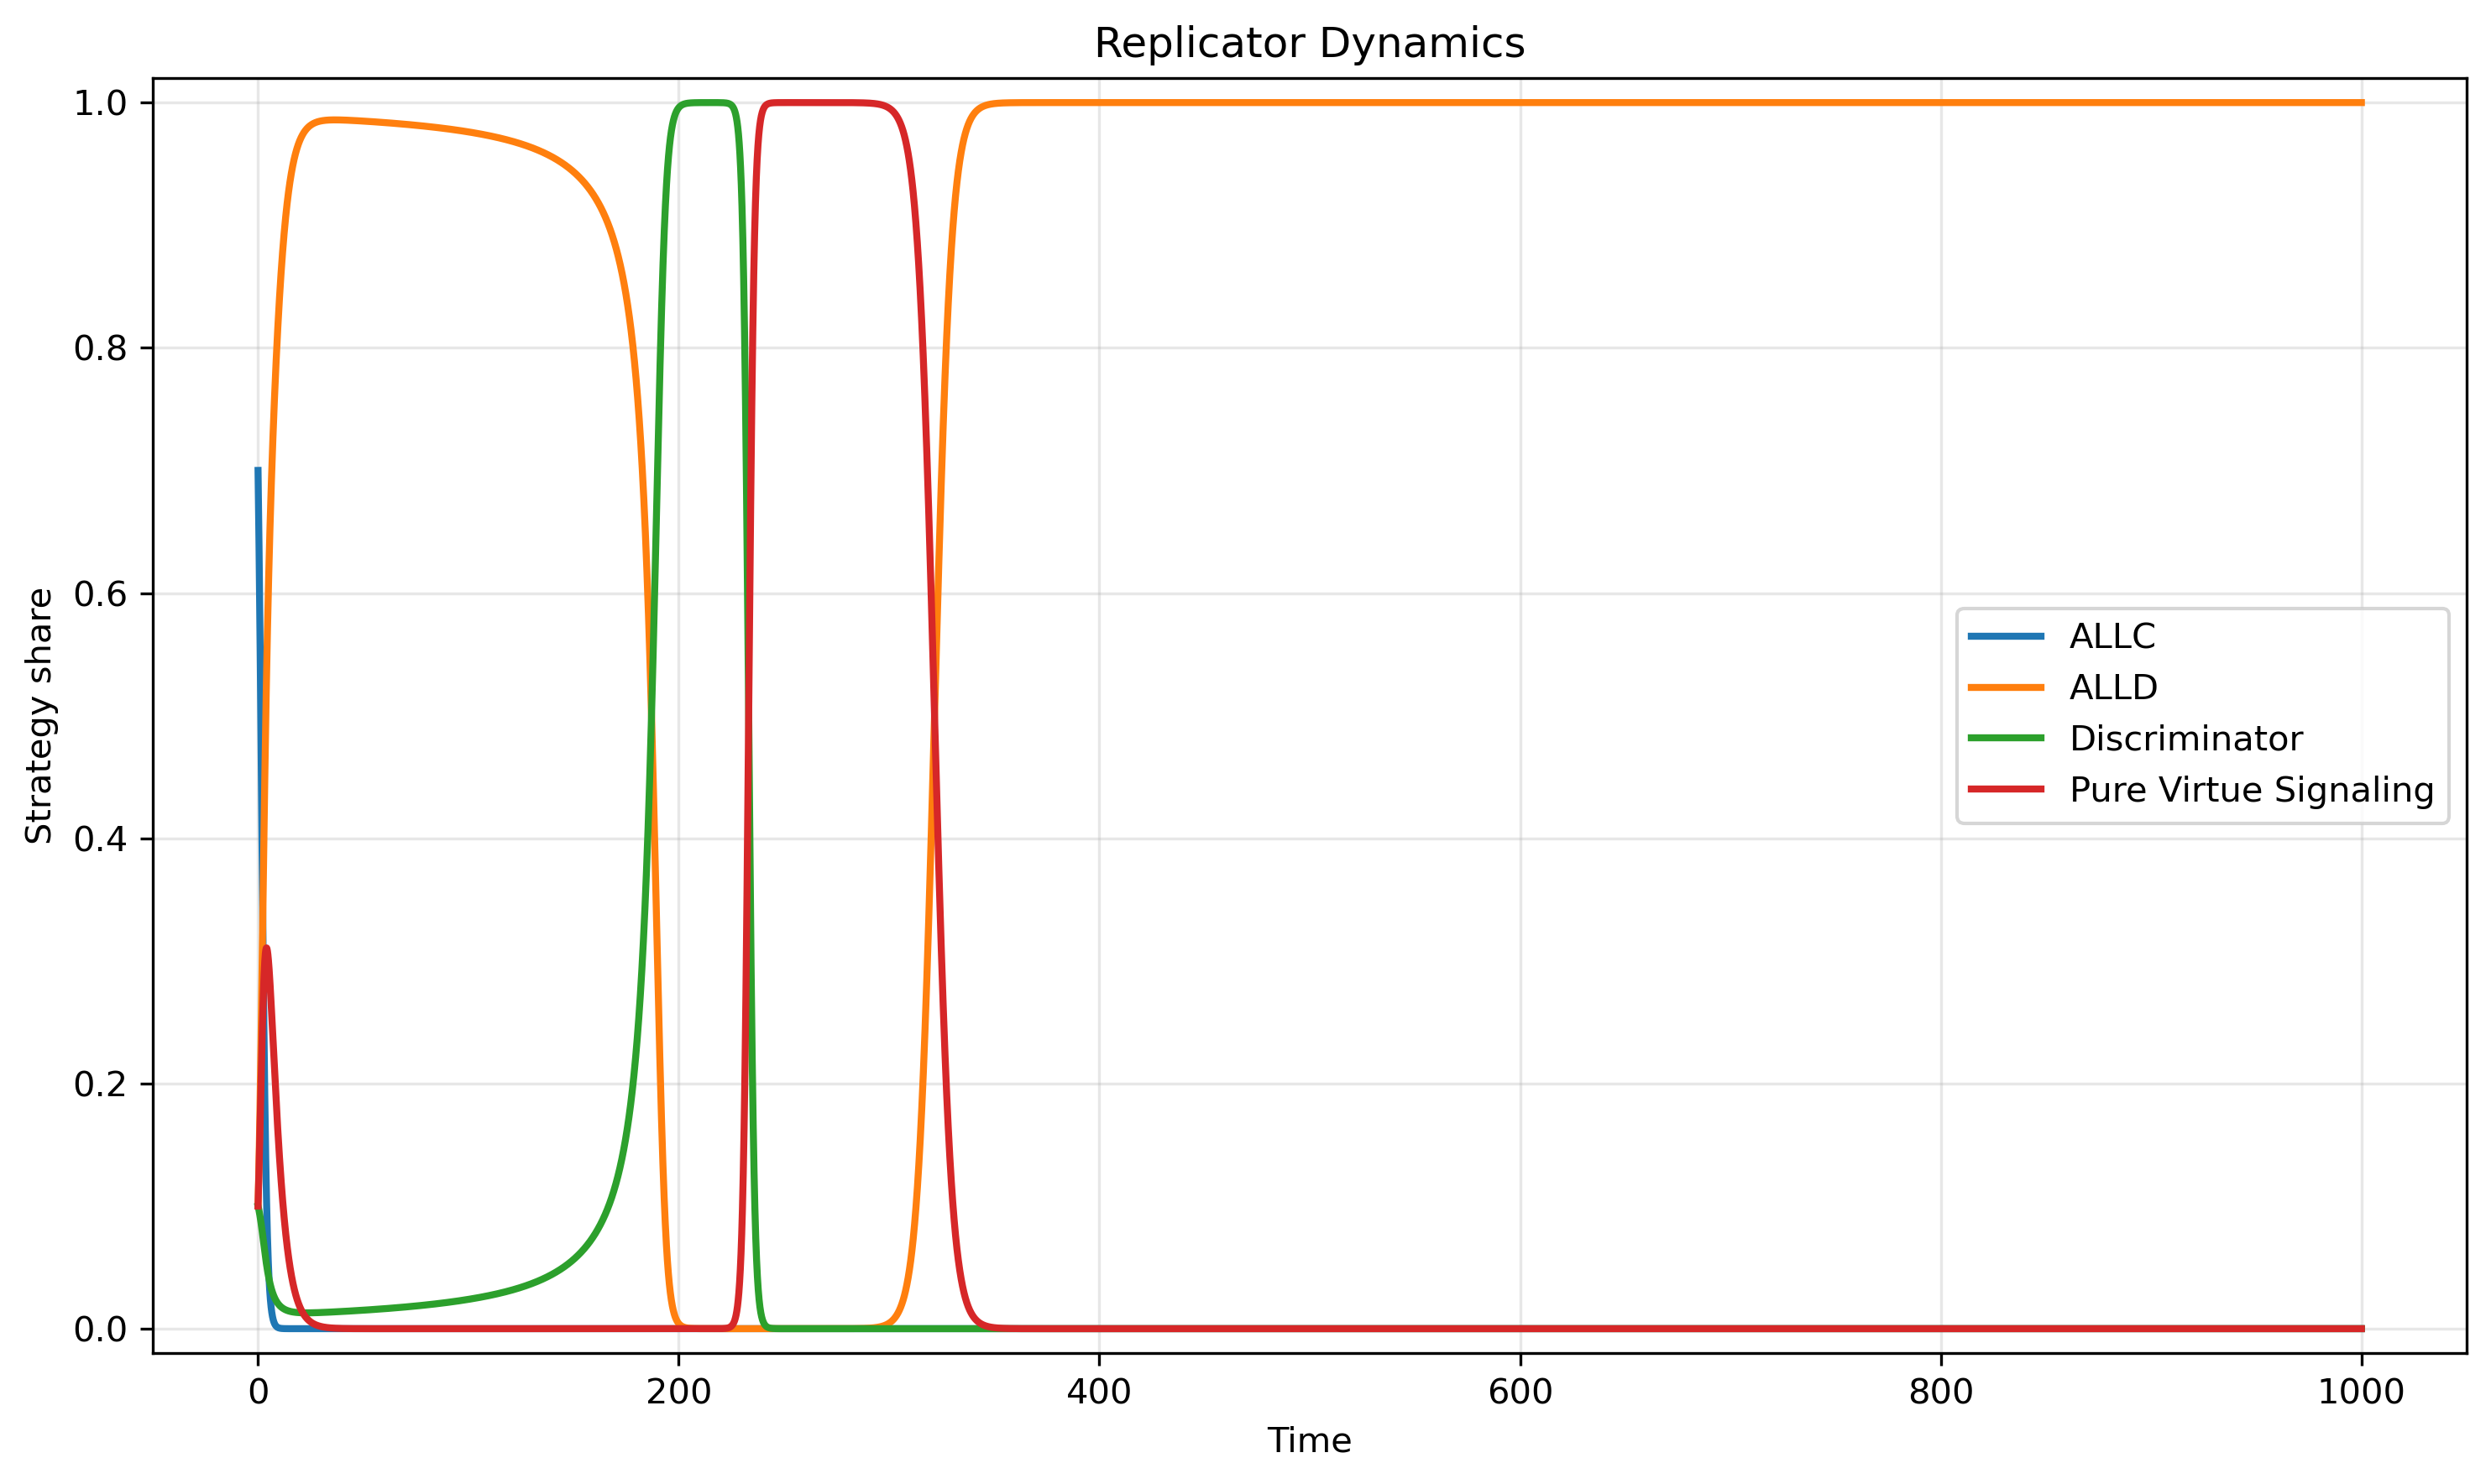 Replicator Dynamics
1.0
0.8
0.6
0.4
0.2
0.0
Strategy share
ALLC
ALLD
Discriminator
Pure Virtue Signaling
0 200 400 600 800 1000
Time